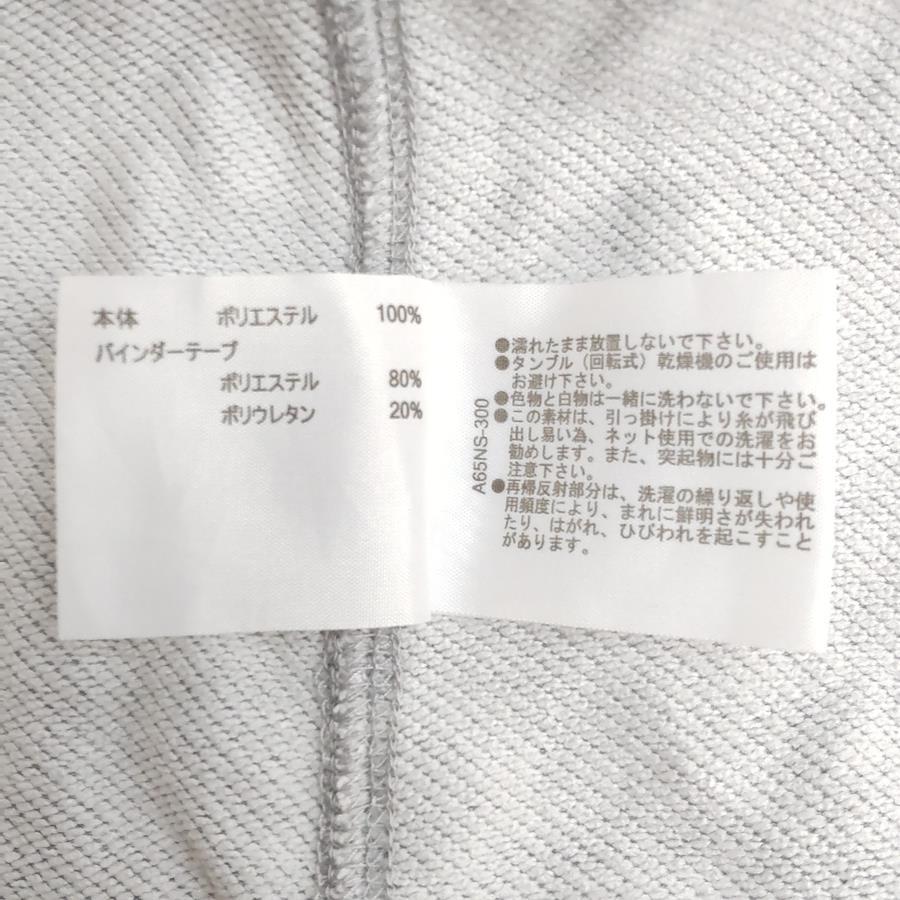 本体 ポリエステル 100%
バインダーテープ
ポリエステル 80%
ポリウレタン 20%
●濡れたまま放置しないで下さい。
●タンブル（回転式）乾燥機のご使用は
お避け下さい。
●色物と白物は一緒に洗わないで下さい。
●この素材は、引っ掛けにより糸が飛び
出し易い為、ネット使用での洗濯をお
勧めします。また、突起物には十分ご
注意下さい。
●再帰反射部分は、洗濯の繰り返しや使
用頻度により、まれに鮮明さが失われ
たり、はがれ、ひびわれを起こすこと
があります。
A65NS-300